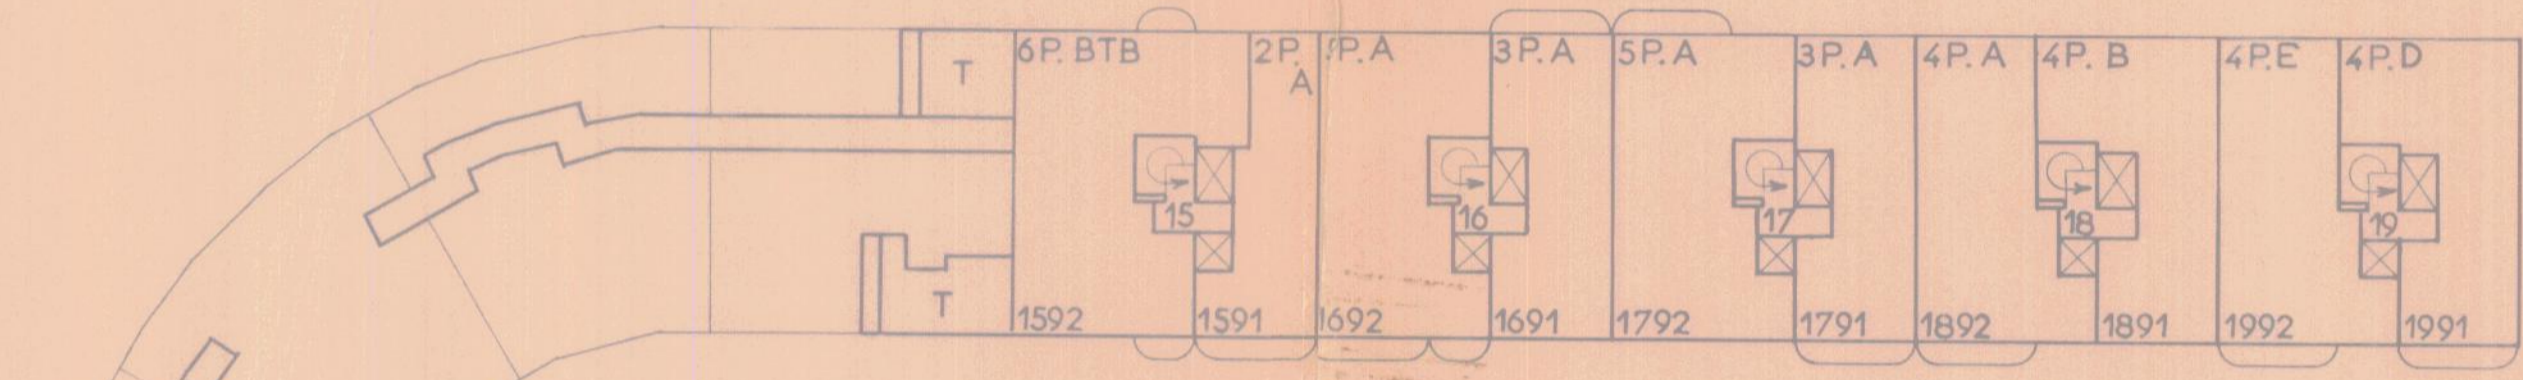 T
6P. BTB
2P.
A
P. A
3P. A
5P. A
3P. A
4P. A
4P. B
4P. E
4P. D
15
16
17
18
19
T
1592
1591
1692
1691
1792
1791
1892
1891
1992
1991